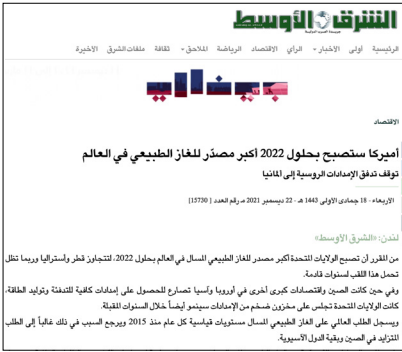 الشرق الأوسط
جريدة العرب الدولية
الرئيسية أولى الأخبار الرأي الاقتصاد الرياضة الملاحق ثقافة ملفات الشرق الاخيرة
الاقتصاد
أميركا ستصبح بحلول 2022 أكبر مصدّر للغاز الطبيعي في العالم
توقف تدفق الإمدادات الروسية إلى ألمانيا
الأربعاء - 18 جمادى الأولى 1443 هـ - 22 ديسمبر 2021 مـ رقم العدد [15730]
لندن: «الشرق الأوسط»
من المقرر أن تصبح الولايات المتحدة أكبر مصدر للغاز الطبيعي المسال في العالم بحلول 2022، لتتجاوز قطر وأستراليا وربما تظل
تحمل هذا اللقب لسنوات قادمة.
وفي حين كانت الصين واقتصادات كبرى أخرى في أوروبا وآسيا تصارع للحصول على إمدادات كافية للتدفئة وتوليد الطاقة،
كانت الولايات المتحدة تجلس على مخزون ضخم من الإمدادات سينمو أيضاً خلال السنوات المقبلة.
ويسجل الطلب العالمي على الغاز الطبيعي المسال مستويات قياسية كل عام منذ 2015 ويرجع السبب في ذلك غالباً إلى الطلب
المتزايد في الصين وبقية الدول الآسيوية.